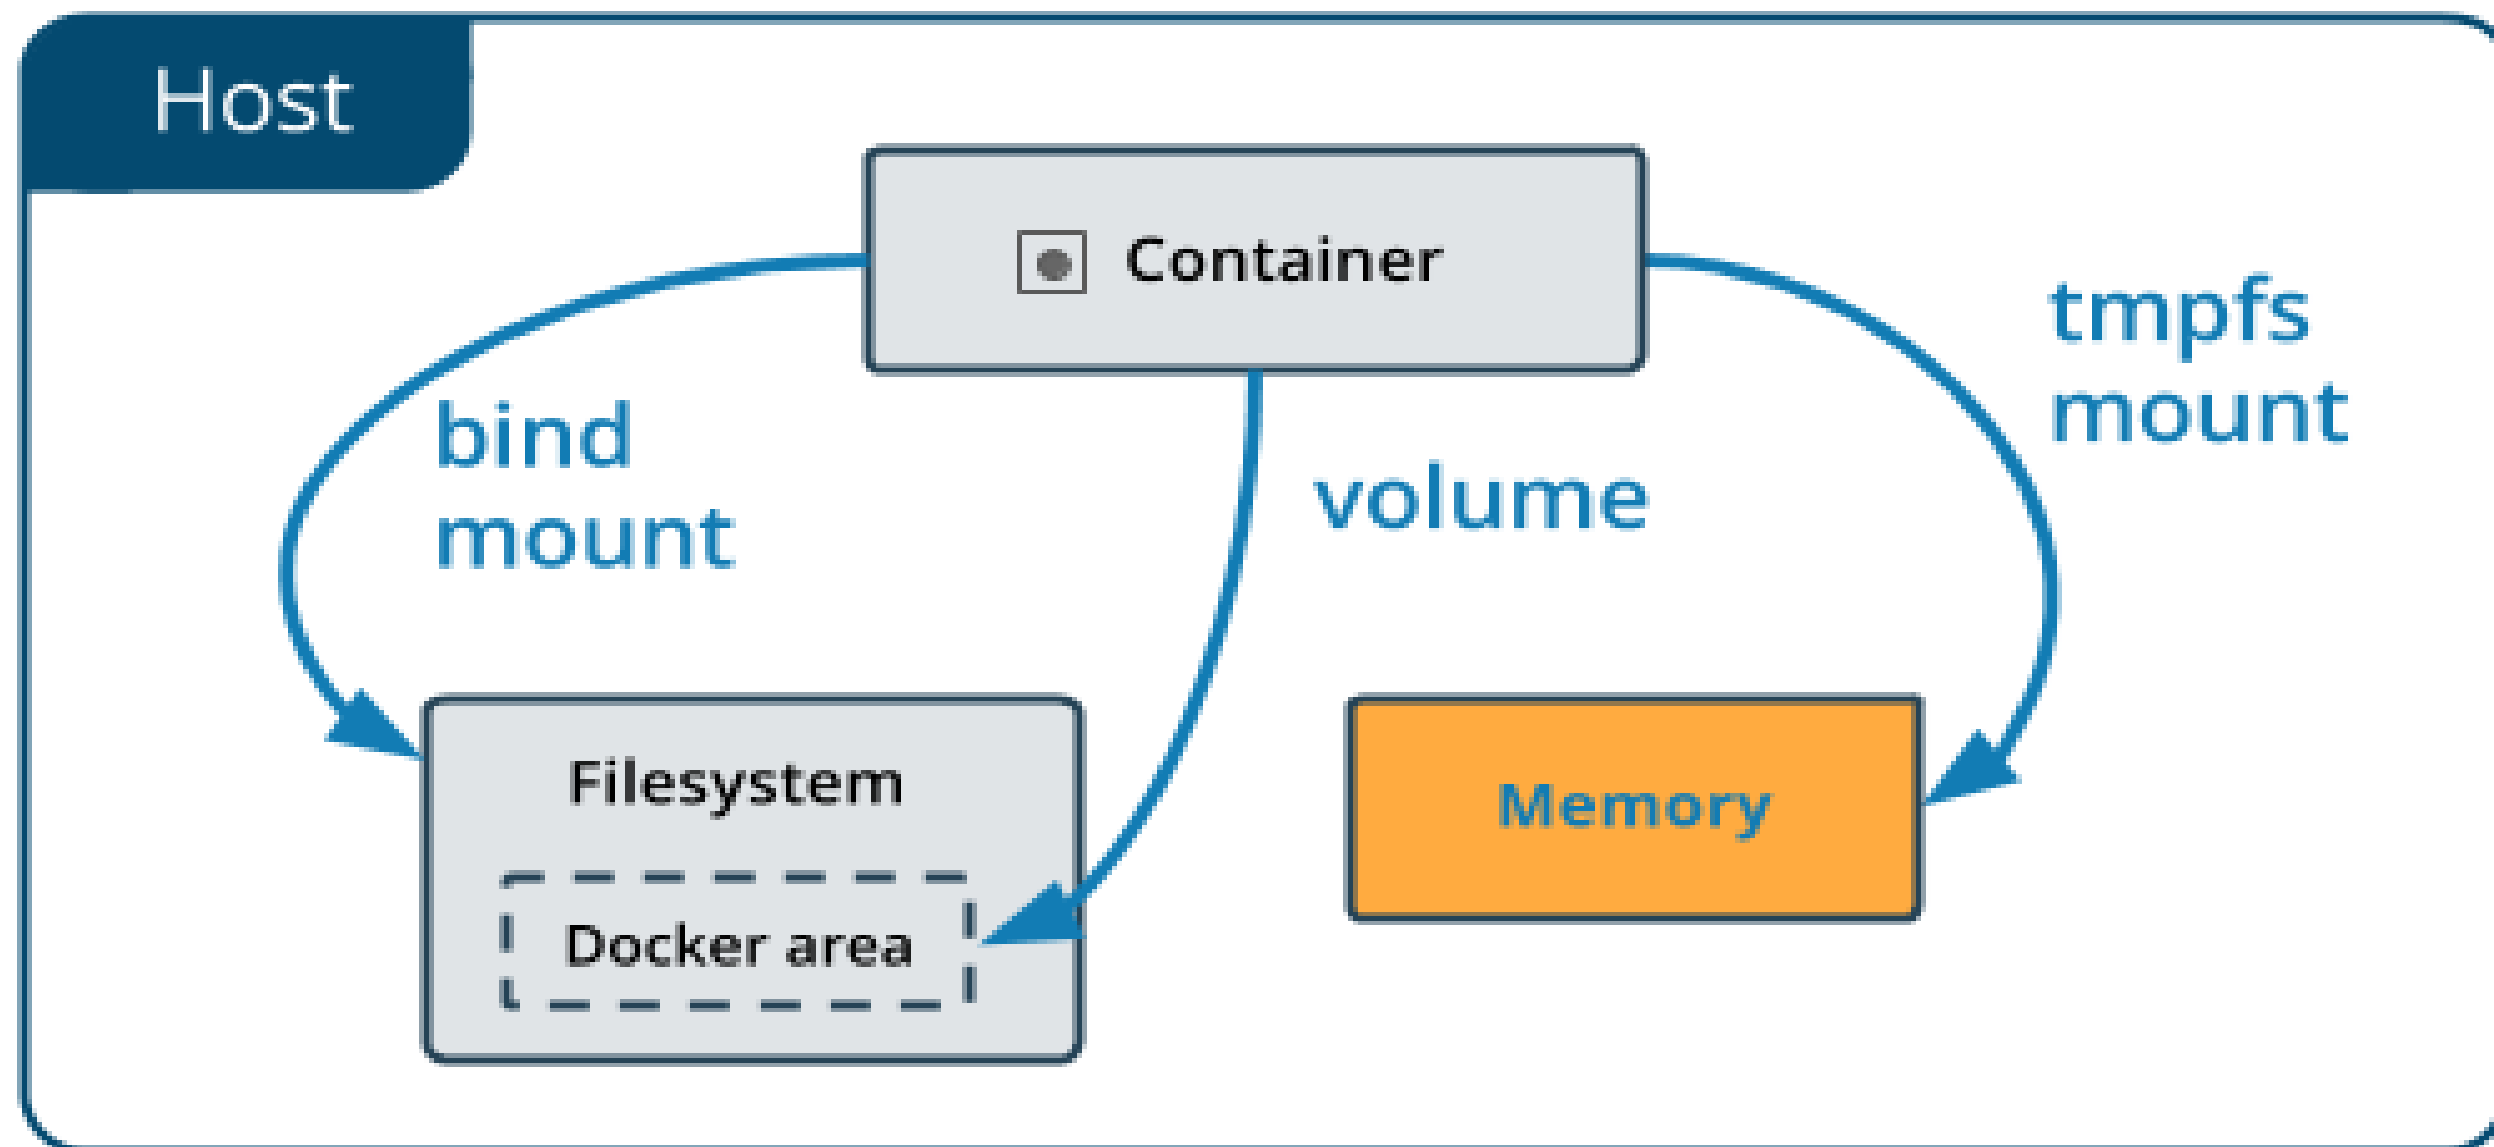 Host
Container
bind
mount
volume
tmpfs
mount
Filesystem
Docker area
Memory